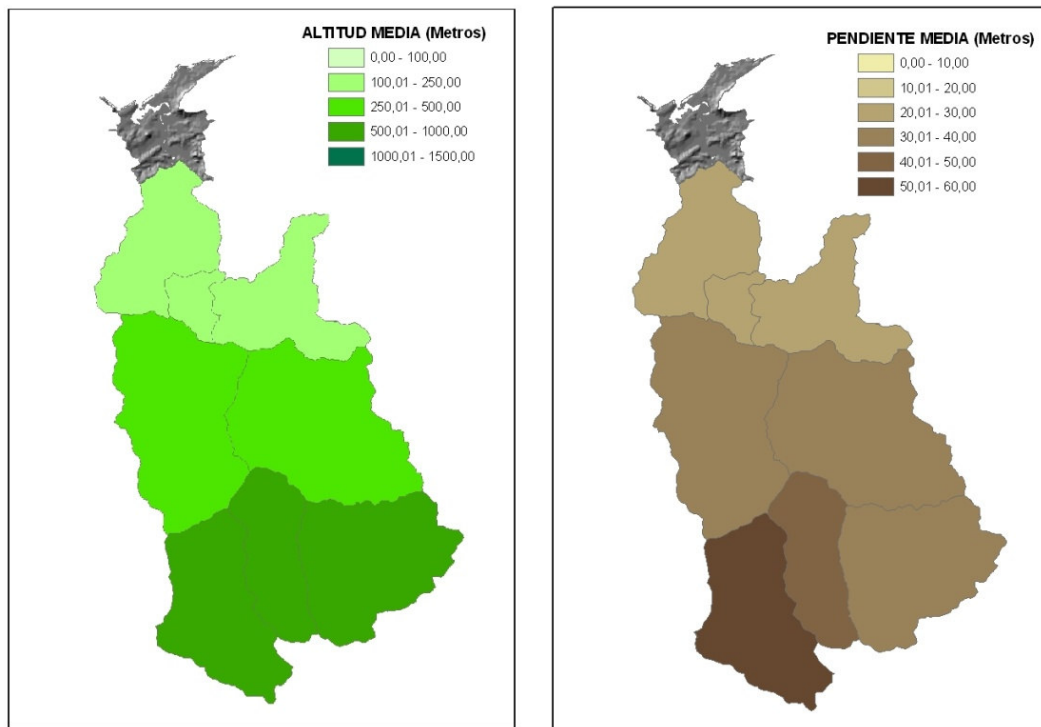 ALTITUD MEDIA (Metros)
0,00 - 100,00
100,01 - 250,00
250,01 - 500,00
500,01 - 1000,00
1000,01 - 1500,00
PENDIENTE MEDIA (Metros)
0,00 - 10,00
10,01 - 20,00
20,01 - 30,00
30,01 - 40,00
40,01 - 50,00
50,01 - 60,00